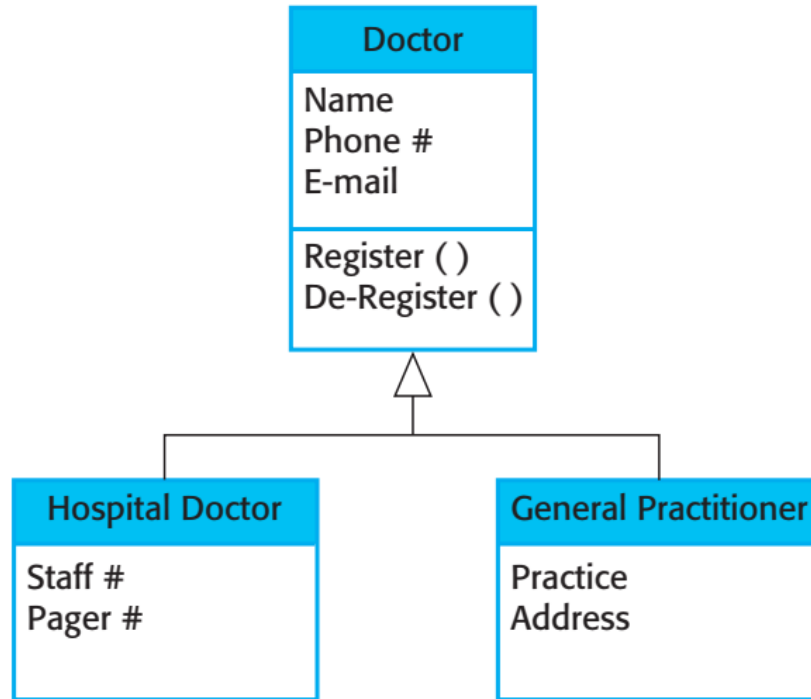 Doctor
Name
Phone #
E-mail
Register ( )
De-Register ( )
Hospital Doctor
Staff #
Pager #
General Practitioner
Practice
Address